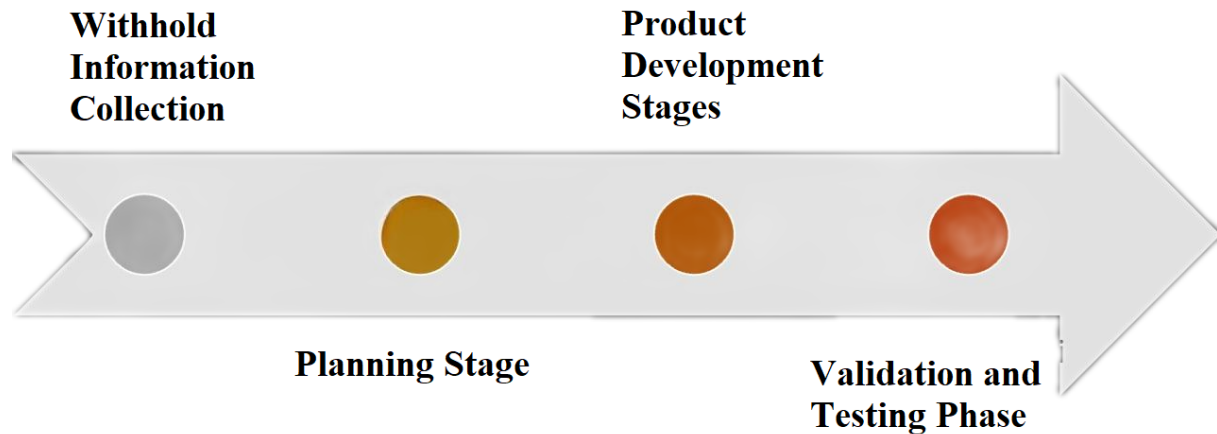 Withhold
Information
Collection
Planning Stage
Product
Development
Stages
Validation and
Testing Phase